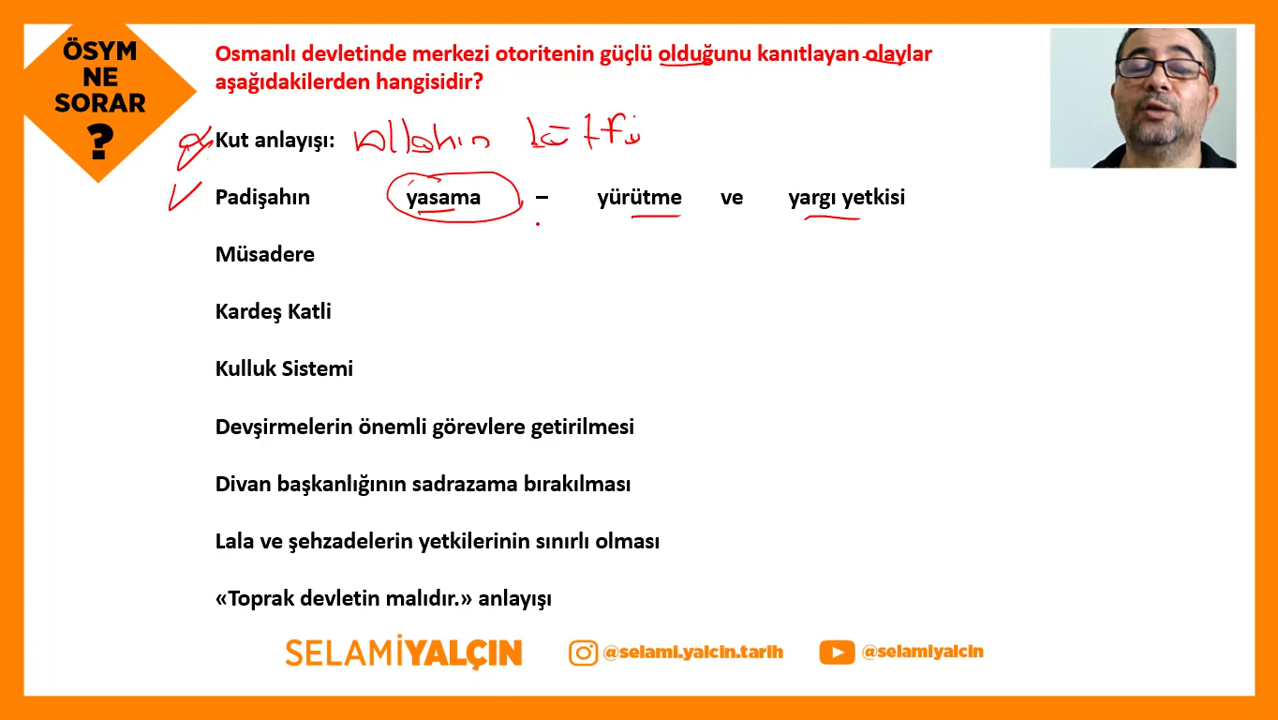 ÖSYM
NE
SORAR
?
Osmanlı devletinde merkezi otoritenin güçlü olduğunu kanıtlayan olaylar
aşağıdakilerden hangisidir?
Kut anlayışı: Allahın lütfu
Padişahın yasama – yürütme ve yargı yetkisi
Müsadere
Kardeş Katli
Kulluk Sistemi
Devşirmelerin önemli görevlere getirilmesi
Divan başkanlığının sadrazama bırakılması
Lala ve şehzadelerin yetkilerinin sınırlı olması
«Toprak devletin malıdır.» anlayışı
SELAMİYALÇIN @selami.yalcin.tarih @selamiyalcin